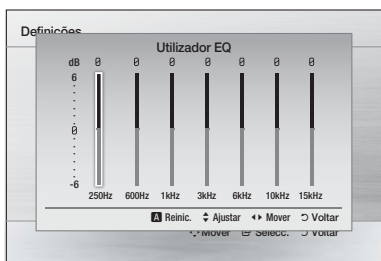 Definições
Utilizador EQ
dB 0 0 0 0 0 0 0
6
0
-6
250Hz 600Hz 1kHz 3kHz 6kHz 10kHz 15kHz
A Reinic. Ajustar Mover Voltar
Mover Selecc. Voltar